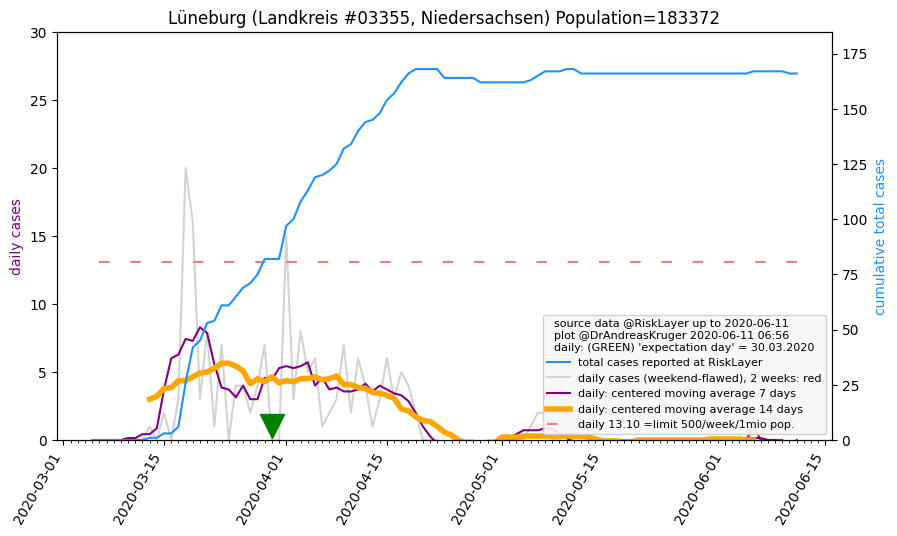 Lüneburg (Landkreis #03355, Niedersachsen) Population=183372
30
25
20
15
10
5
0
daily cases
175
150
125
100
75
50
25
0
cumulative total cases
source data @RiskLayer up to 2020-06-11
plot @DrAndreasKruger 2020-06-11 06:56
daily: (GREEN) 'expectation day' = 30.03.2020
total cases reported at RiskLayer
daily cases (weekend-flawed), 2 weeks: red
daily: centered moving average 7 days
daily: centered moving average 14 days
daily 13.10 =limit 500/week/1mio pop.
2020-03-01
2020-03-15
2020-04-01
2020-04-15
2020-05-01
2020-05-15
2020-06-01
2020-06-15